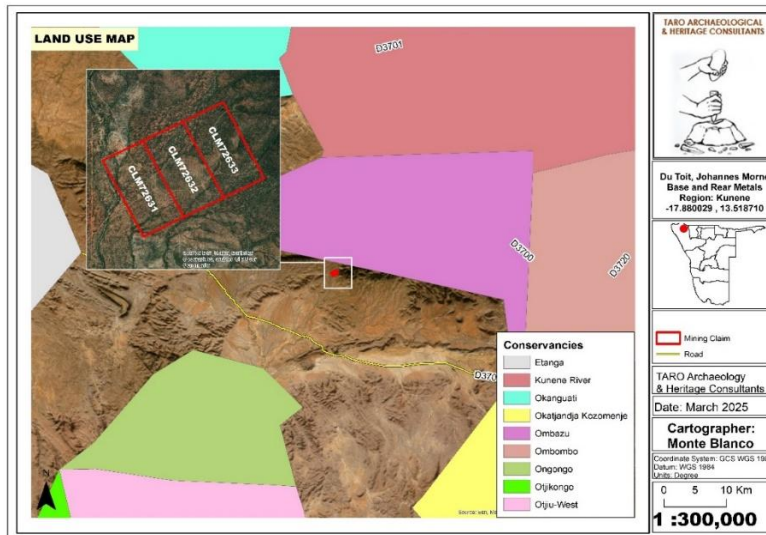 LAND USE MAP
D3701
CLM72631
CLM72632
CLM72633
D3700
D3720
Conservancies
Etanga
Kunene River
Okanguati
Okatjandja Kozomenje
Ombazu
Ombombo
Ongongo
Otjikongo
Otjiu-West
N
TARO ARCHAEOLOGICAL
& HERITAGE CONSULTANTS
Du Toit, Johannes Morne
Base and Rear Metals
Region: Kunene
-17.880029 , 13.518710
Mining Claim
Road
TARO Archaeology
& Heritage Consultants
Date: March 2025
Cartographer:
Monte Blanco
Coordinate System: GCS WGS
Datum: WGS 1984
Units: Degree
0 5 10 Km
1 :300,000